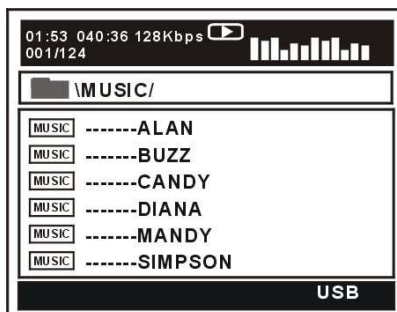 01:53 040:36 128Kbps
001/124
\MUSIC/
MUSIC -------ALAN
MUSIC -------BUZZ
MUSIC -------CANDY
MUSIC -------DIANA
MUSIC -------MANDY
MUSIC -------SIMPSON
USB